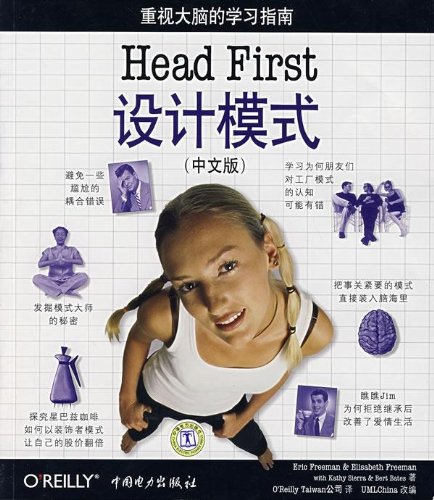 重视大脑的学习指南
Head First
设计模式
(中文版)
避免一些
尴尬的
耦合错误
学习为何朋友们
对工厂模式
的认知
可能有错
发掘模式大师
的秘密
把事关紧要的模式
直接装入脑海里
探究星巴兹咖啡
如何以装饰者模式
让自己的股价翻倍
瞧瞧Jim
为何拒绝继承后
改善了爱情生活
Eric Freeman & Elisabeth Freeman
with Kathy Sierra & Bert Bates 著
O'Reilly Taiwan公司 译 UMLChina 改编
O'REILLY®
中国电力出版社